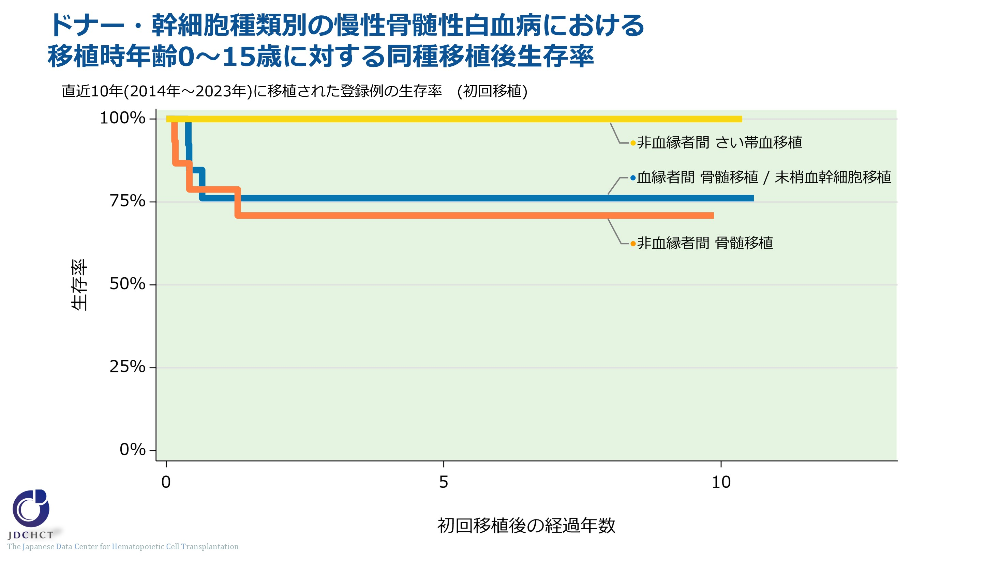 ドナー・幹細胞種類別の慢性骨髄性白血病における
移植時年齢0～15歳に対する同種移植後生存率
直近10年(2014年～2023年)に移植された登録例の生存率　(初回移植)
100%
75%
50%
25%
0%
生存率
非血縁者間 さい帯血移植
血縁者間 骨髄移植 / 末梢血幹細胞移植
非血縁者間 骨髄移植
0
5
10
初回移植後の経過年数
JDCHCT
The Japanese Data Center for Hematopoietic Cell Transplantation